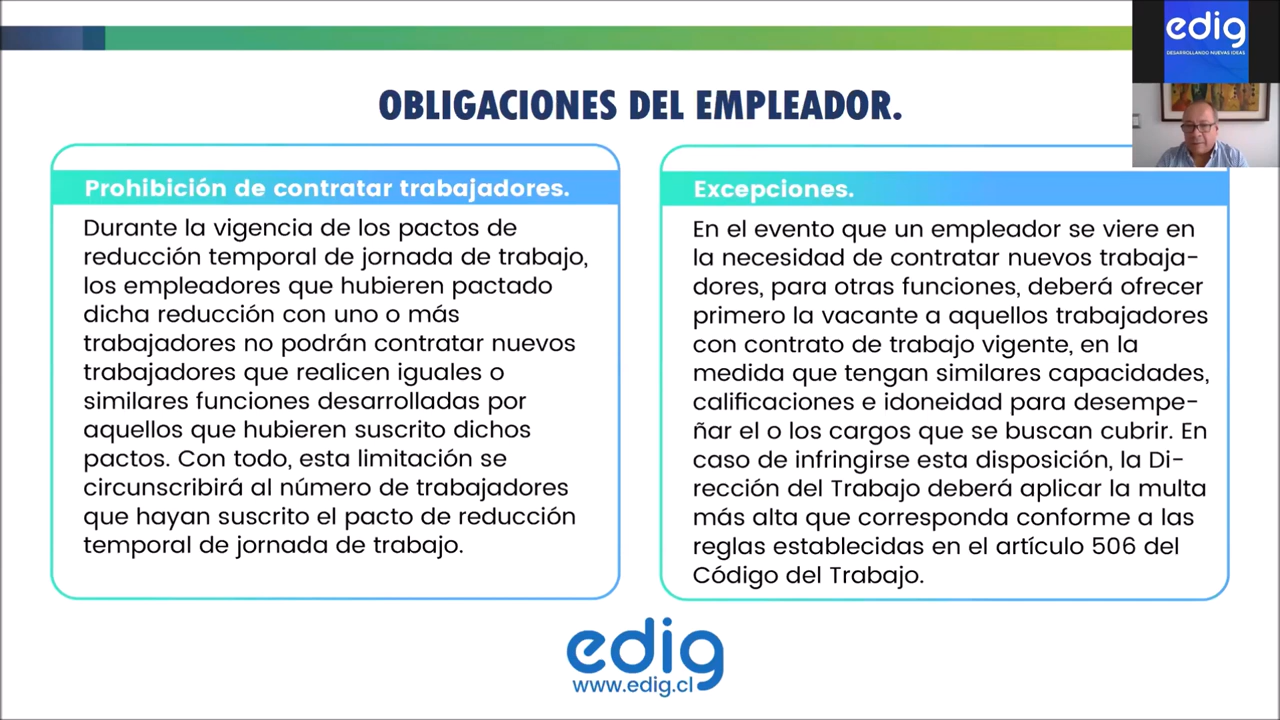 edig
DESARROLLANDO NUEVAS IDEAS
OBLIGACIONES DEL EMPLEADOR.
Prohibición de contratar trabajadores.
Durante la vigencia de los pactos de
reducción temporal de jornada de trabajo,
los empleadores que hubieren pactado
dicha reducción con uno o más
trabajadores no podrán contratar nuevos
trabajadores que realicen iguales o
similares funciones desarrolladas por
aquellos que hubieren suscrito dichos
pactos. Con todo, esta limitación se
circunscribirá al número de trabajadores
que hayan suscrito el pacto de reducción
temporal de jornada de trabajo.
Excepciones.
En el evento que un empleador se viere en
la necesidad de contratar nuevos trabaja-
dores, para otras funciones, deberá ofrecer
primero la vacante a aquellos trabajadores
con contrato de trabajo vigente, en la
medida que tengan similares capacidades,
calificaciones e idoneidad para desempe-
ñar el o los cargos que se buscan cubrir. En
caso de infringirse esta disposición, la Di-
rección del Trabajo deberá aplicar la multa
más alta que corresponda conforme a las
reglas establecidas en el artículo 506 del
Código del Trabajo.
edig
www.edig.cl